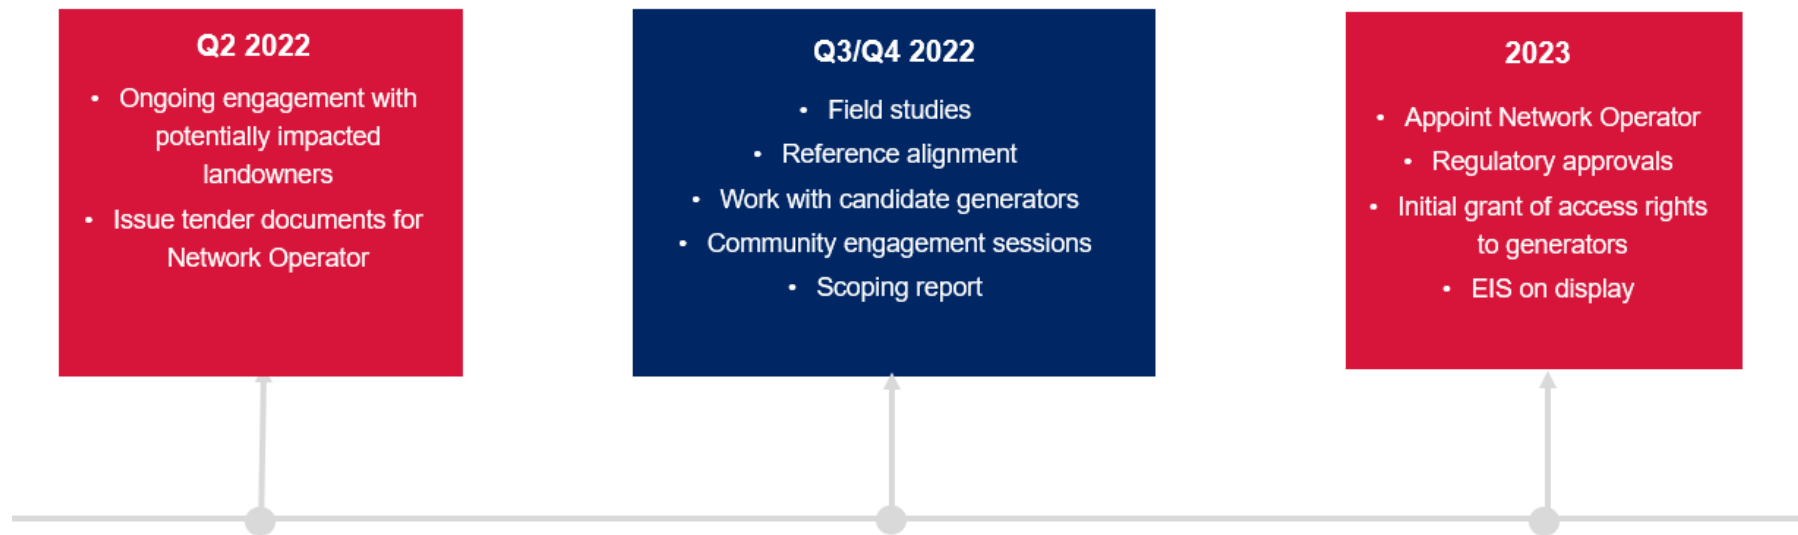 Q2 2022
• Ongoing engagement with
potentially impacted
landowners
• Issue tender documents for
Network Operator
Q3/Q4 2022
• Field studies
• Reference alignment
• Work with candidate generators
• Community engagement sessions
• Scoping report
2023
• Appoint Network Operator
• Regulatory approvals
• Initial grant of access rights
to generators
• EIS on display